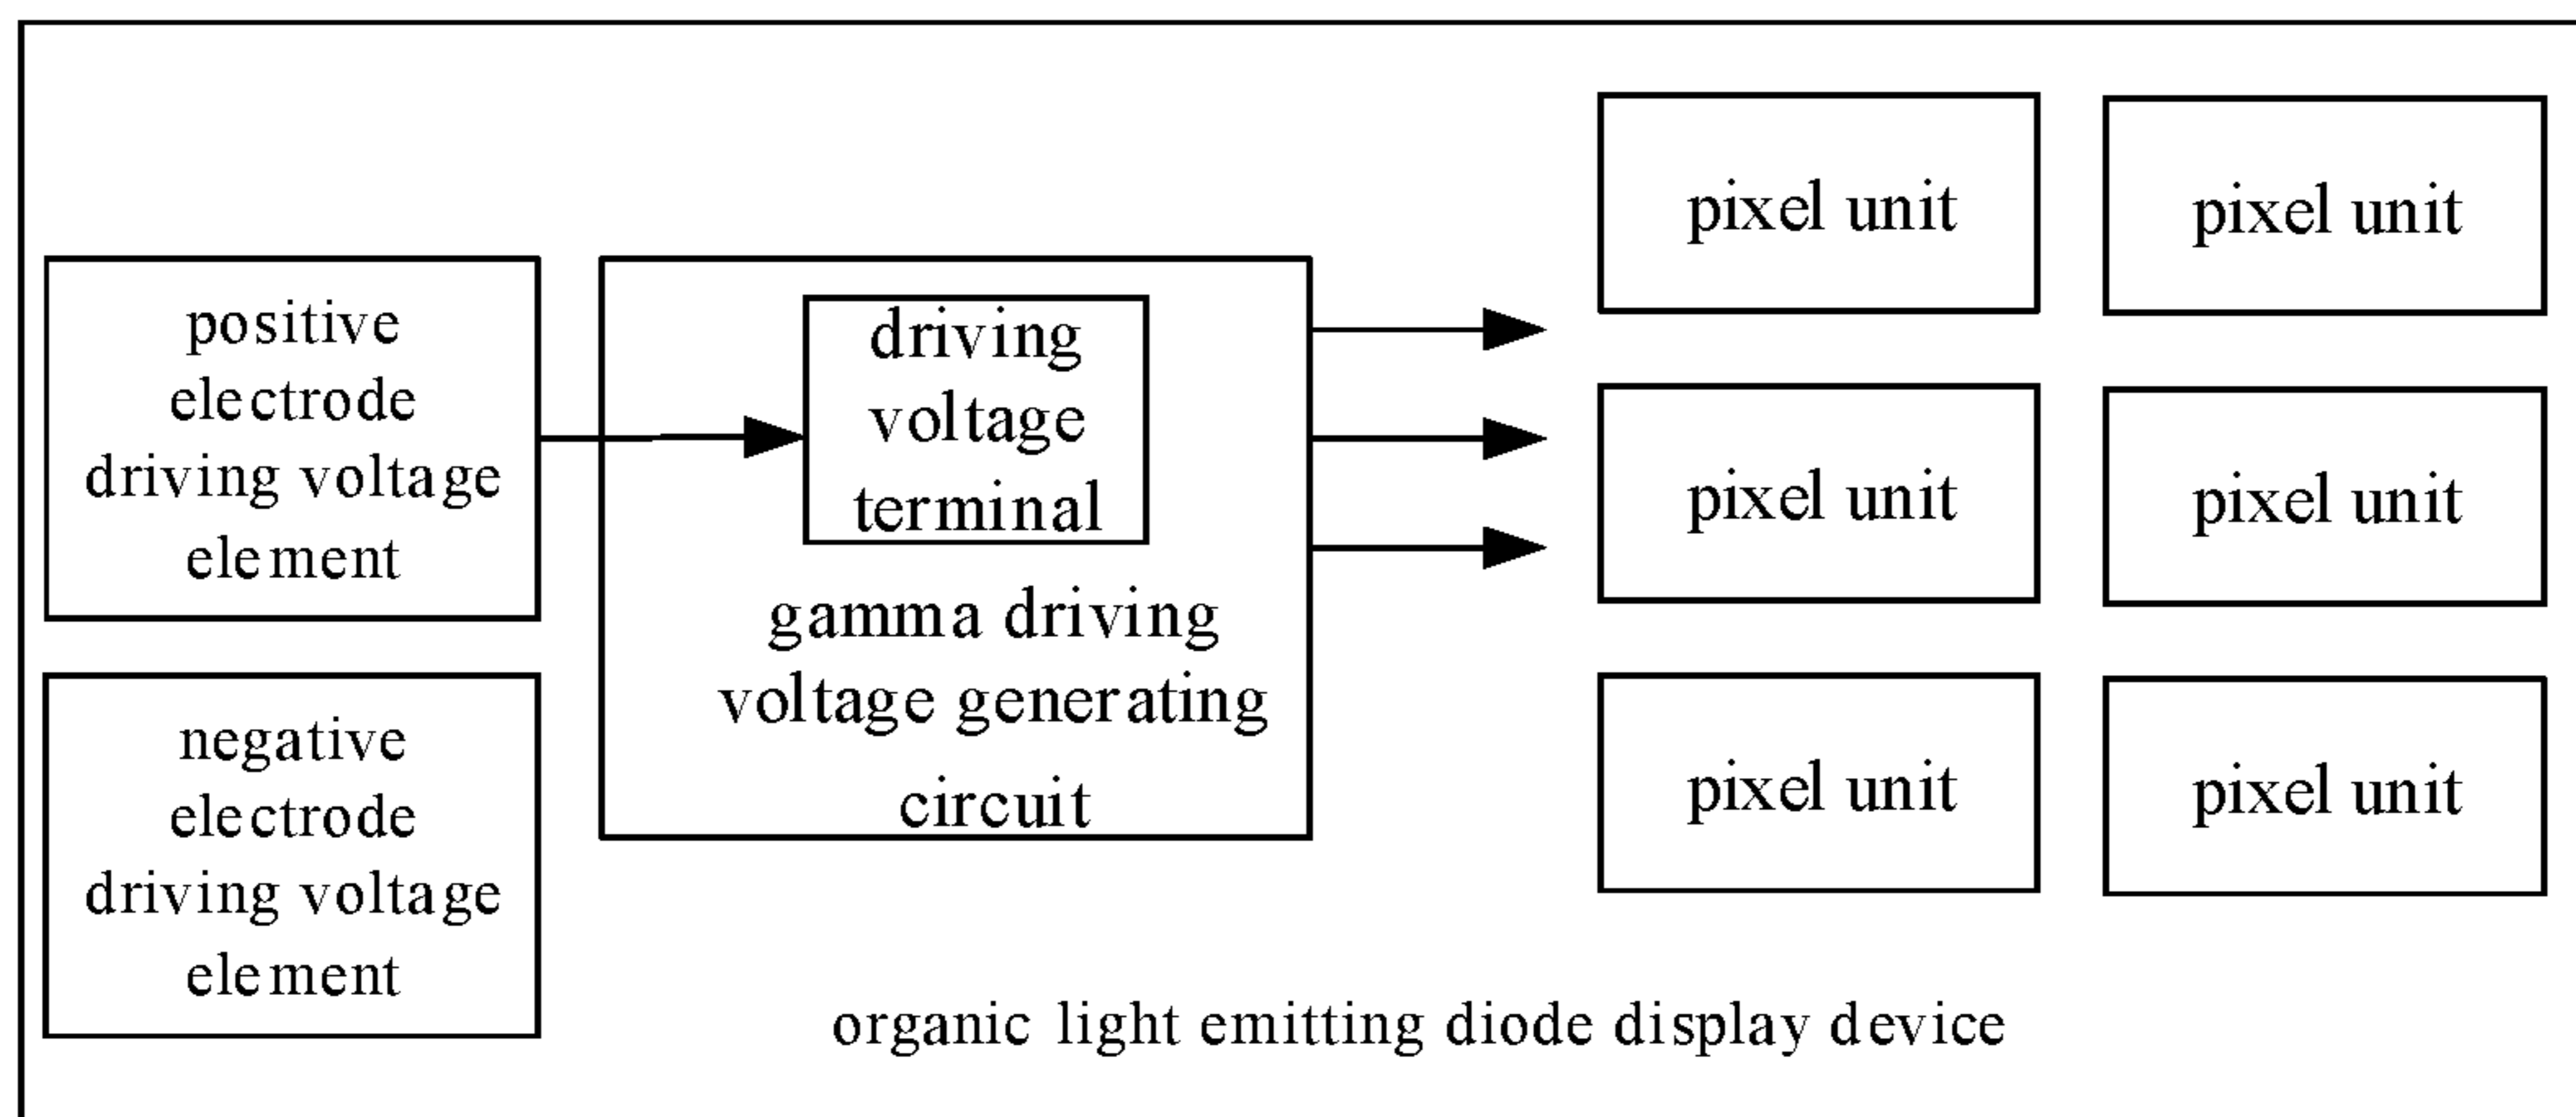 positive
electrode
driving voltage
element
negative
electrode
driving voltage
element
driving
voltage
terminal
gamma driving
voltage generating
circuit
pixel unit
pixel unit
pixel unit
pixel unit
pixel unit
pixel unit
organic light emitting diode display device